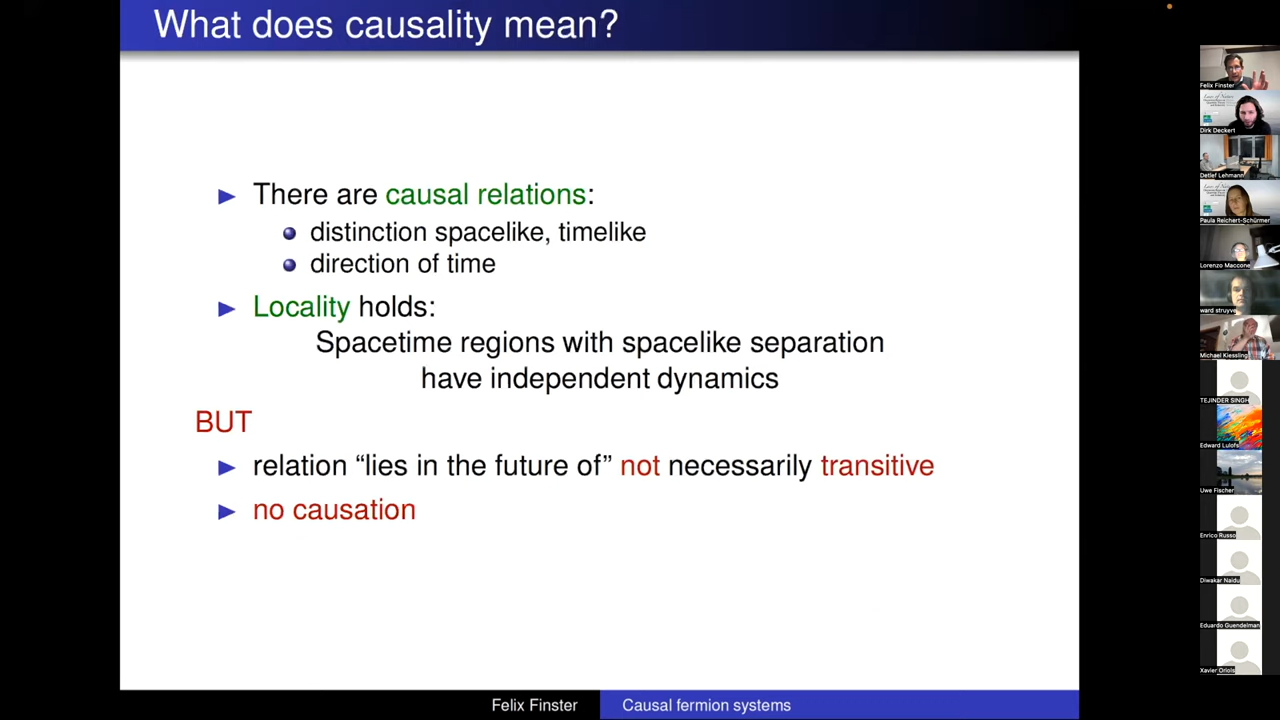 What does causality mean?
There are causal relations:
distinction spacelike, timelike
direction of time
Locality holds:
Spacetime regions with spacelike separation
have independent dynamics
BUT
relation “lies in the future of” not necessarily transitive
no causation
Felix Finster
Causal fermion systems
Felix Finster
Dirk Deckert
Detlef Lehmann
Paula Reichert-Schürmer
Lorenzo Maccone
ward struyve
Michael Kiessling
TEJINDER SINGH
Edward Lulofs
Uwe Fischer
Enrico Russo
Diwakar Naidu
Eduardo Guendelman
Xavier Oriols